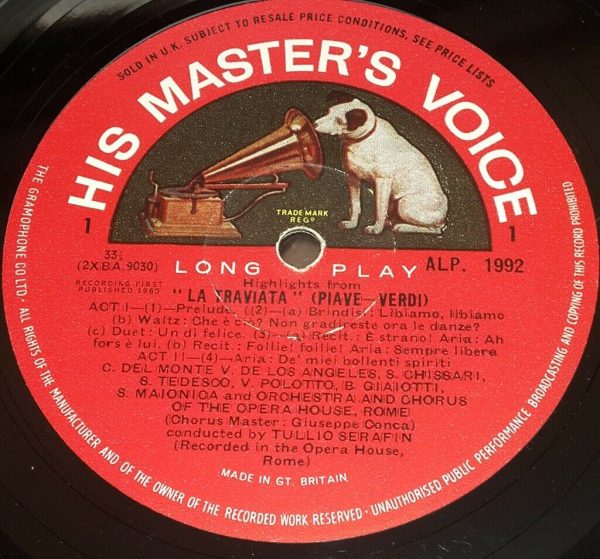 SOLD IN U.K. SUBJECT TO RESALE PRICE CONDITIONS, SEE PRICE LISTS
HIS MASTER'S VOICE
TRADE MARK
REGD
1
1
33⅓
(2XBA.9030)
LONG PLAY
ALP. 1992
RECORDING FIRST
PUBLISHED 1960
Highlights from
"LA TRAVIATA" (PIAVE—VERDI)
ACT I—(1)—Prelude. (2)—(a) Brindisi: Libiamo, libiamo
(b) Waltz: Che è ciò? Non gradireste ora le danze?
(c) Duet: Un dì felice. (3)—(a) Recit.: È strano! Aria: Ah
fors è lui. (b) Recit: Follie! follie! Aria: Sempre libera
ACT II—(4)—Aria: De' miei bollenti spiriti
C. DEL MONTE V. DE LOS ANGELES, S. CHISSARI,
S. TEDESCO, V. POLOTTO, B. GIAIOTTI,
S. MAIONICA and ORCHESTRA AND CHORUS
OF THE OPERA HOUSE, ROME
(Chorus Master: Giuseppe Conca)
conducted by TULLIO SERAFIN
(Recorded in the Opera House,
Rome)
MADE IN GT. BRITAIN
THE GRAMOPHONE CO LTD. ALL RIGHTS OF THE MANUFACTURER AND OF THE OWNER OF THE RECORDED WORK RESERVED · UNAUTHORISED PUBLIC PERFORMANCE BROADCASTING AND COPYING OF THIS RECORD PROHIBITED